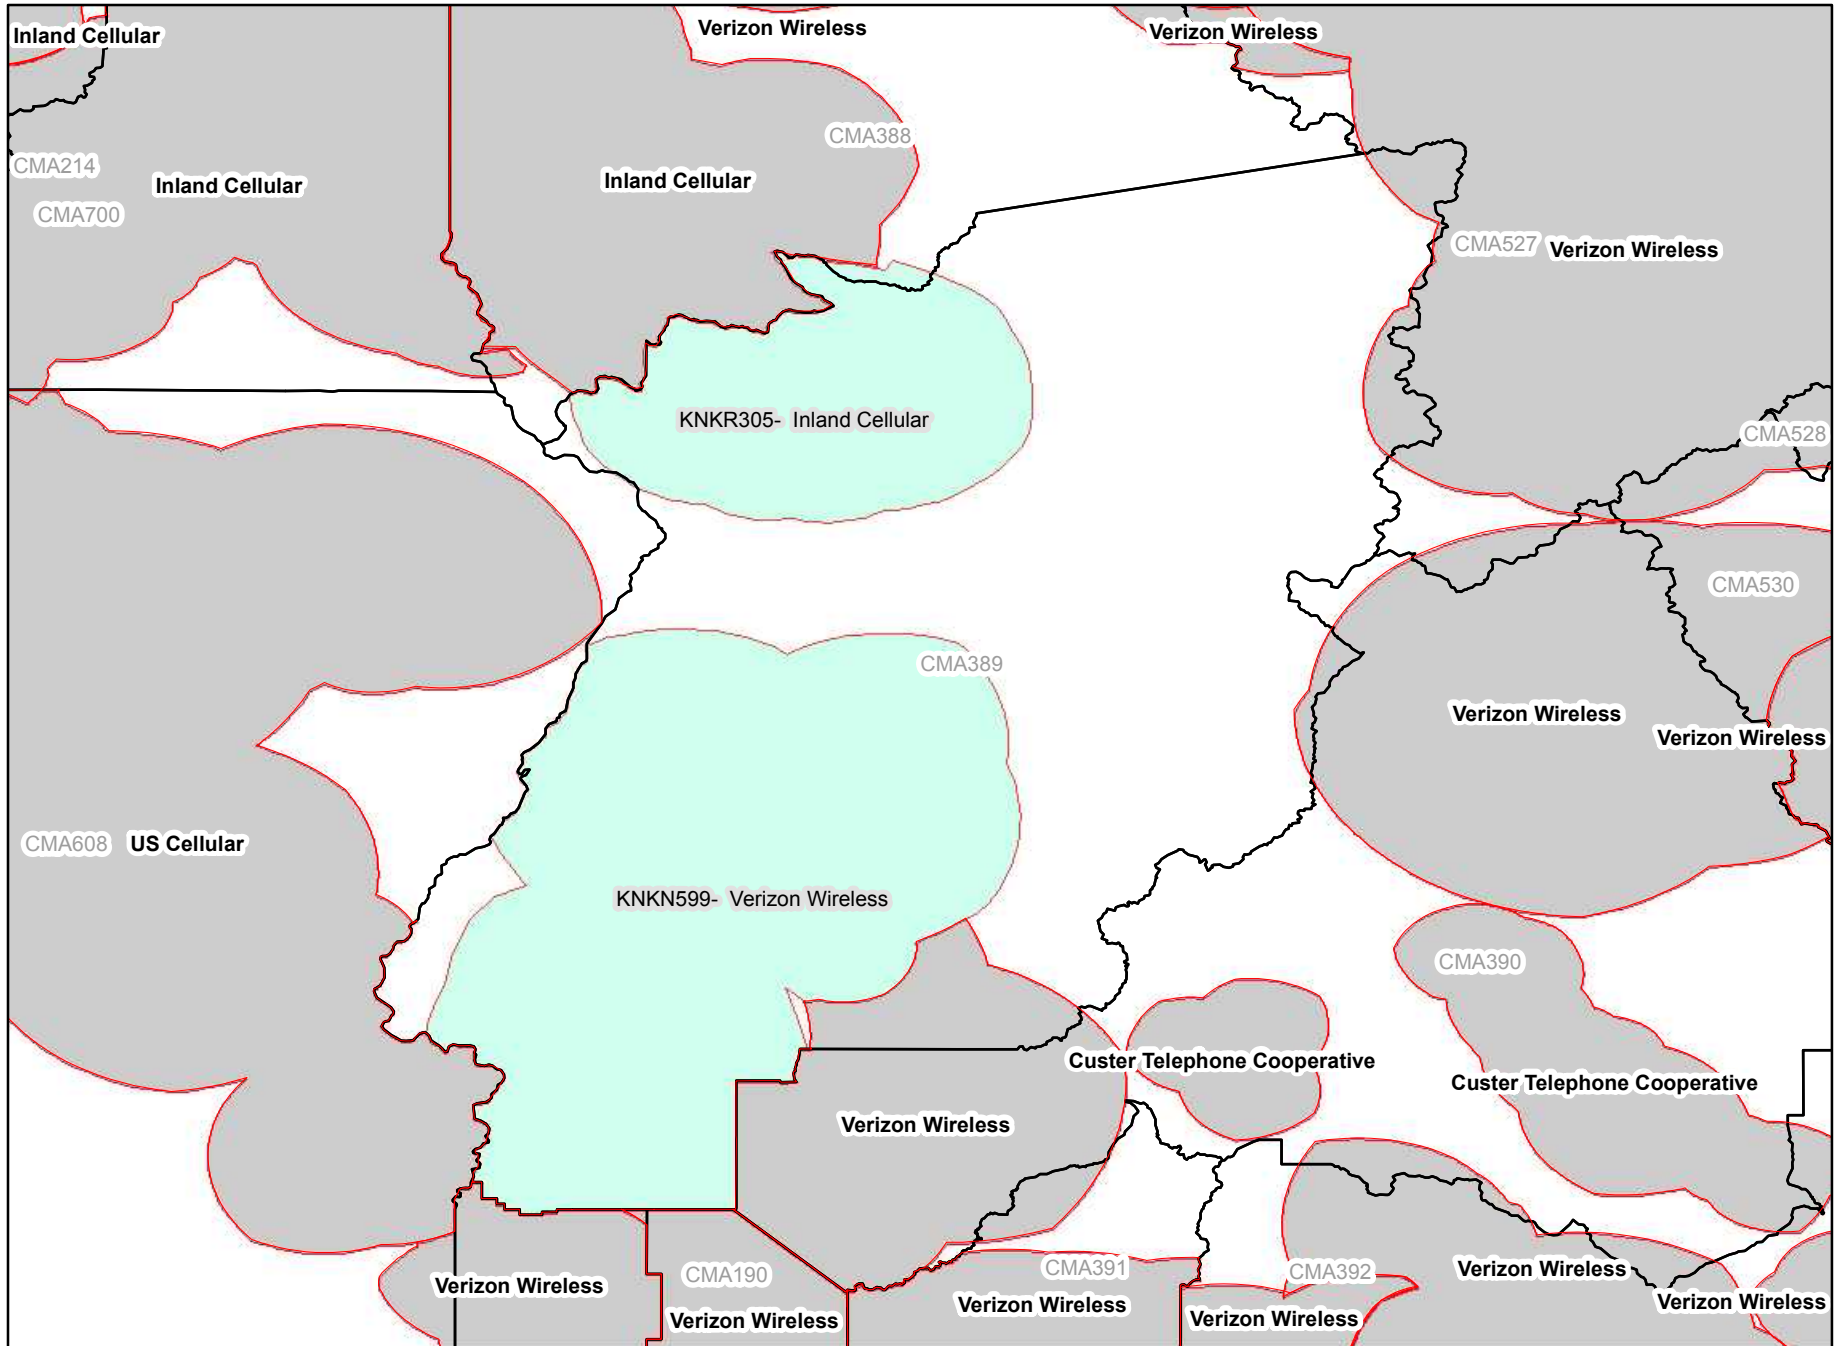 Verizon Wireless
Verizon Wireless
Inland Cellular
CMA388
CMA214
Inland Cellular
Inland Cellular
CMA700
CMA527 Verizon Wireless
KNKR305- Inland Cellular
CMA528
CMA530
CMA389
Verizon Wireless
Verizon Wireless
CMA608 US Cellular
KNKN599- Verizon Wireless
CMA390
Custer Telephone Cooperative
Custer Telephone Cooperative
Verizon Wireless
CMA190
CMA391
CMA392
Verizon Wireless
Verizon Wireless
Verizon Wireless
Verizon Wireless
Verizon Wireless
Verizon Wireless
Verizon Wireless